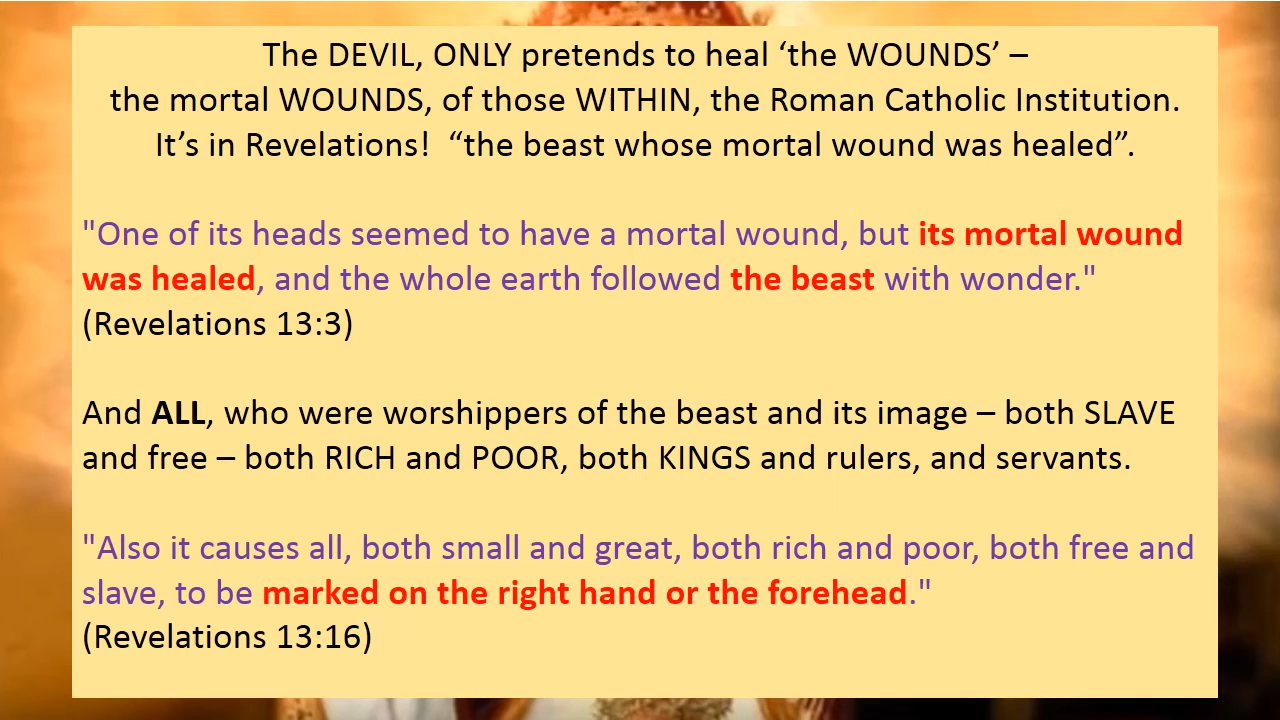 The DEVIL, ONLY pretends to heal ‘the WOUNDS’ –
the mortal WOUNDS, of those WITHIN, the Roman Catholic Institution.
It’s in Revelations!  “the beast whose mortal wound was healed”.
"One of its heads seemed to have a mortal wound, but its mortal wound
was healed, and the whole earth followed the beast with wonder."
(Revelations 13:3)
And ALL, who were worshippers of the beast and its image – both SLAVE
and free – both RICH and POOR, both KINGS and rulers, and servants.
"Also it causes all, both small and great, both rich and poor, both free and
slave, to be marked on the right hand or the forehead."
(Revelations 13:16)